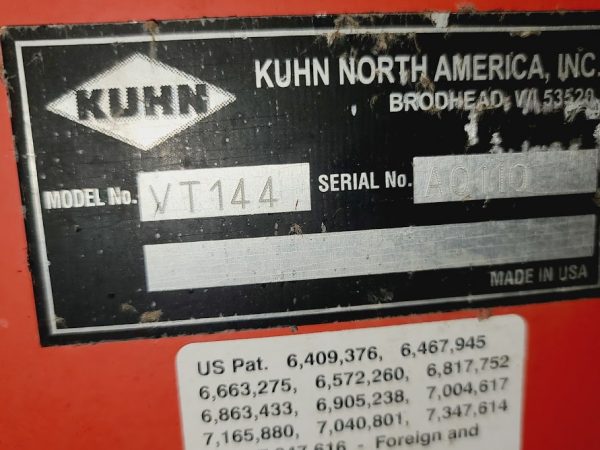 KUHN
KUHN NORTH AMERICA, INC.
BRODHEAD, WI 53520
MODEL No. VT144 SERIAL No. AC110
MADE IN USA
US Pat. 6,409,376, 6,467,945
6,663,275, 6,572,260, 6,817,752
6,863,433, 6,905,238, 7,004,617
7,165,880, 7,040,801, 7,347,614
- Foreign and